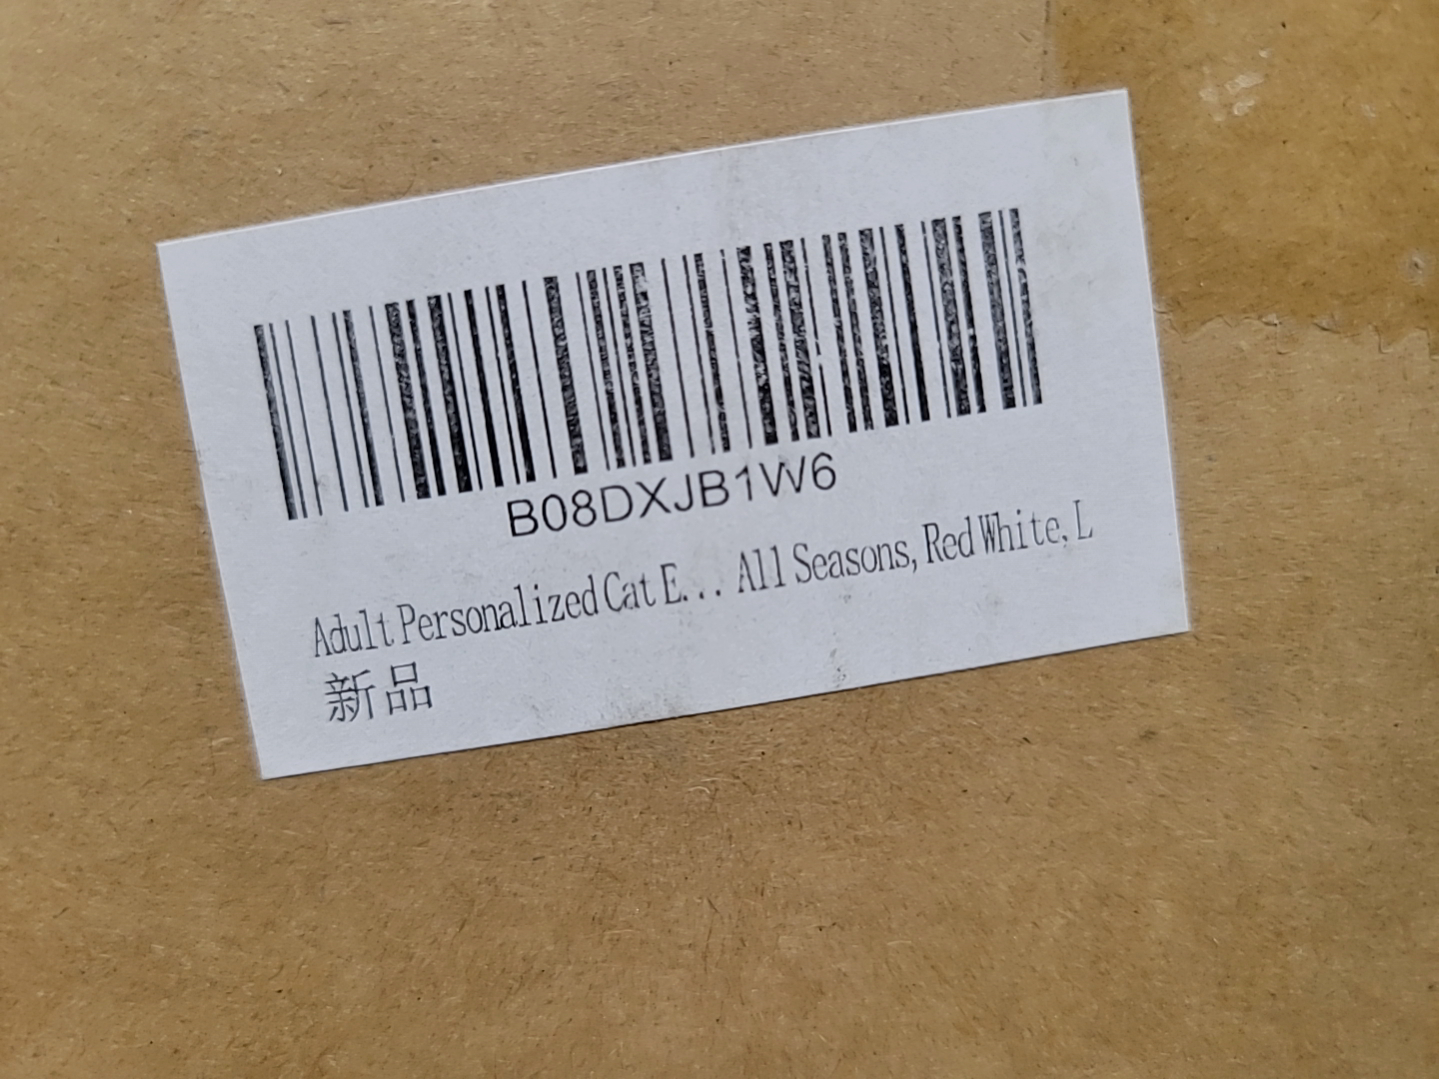 B08DXJB1W6
Adult Personalized Cat E... All Seasons, Red White, L
新品